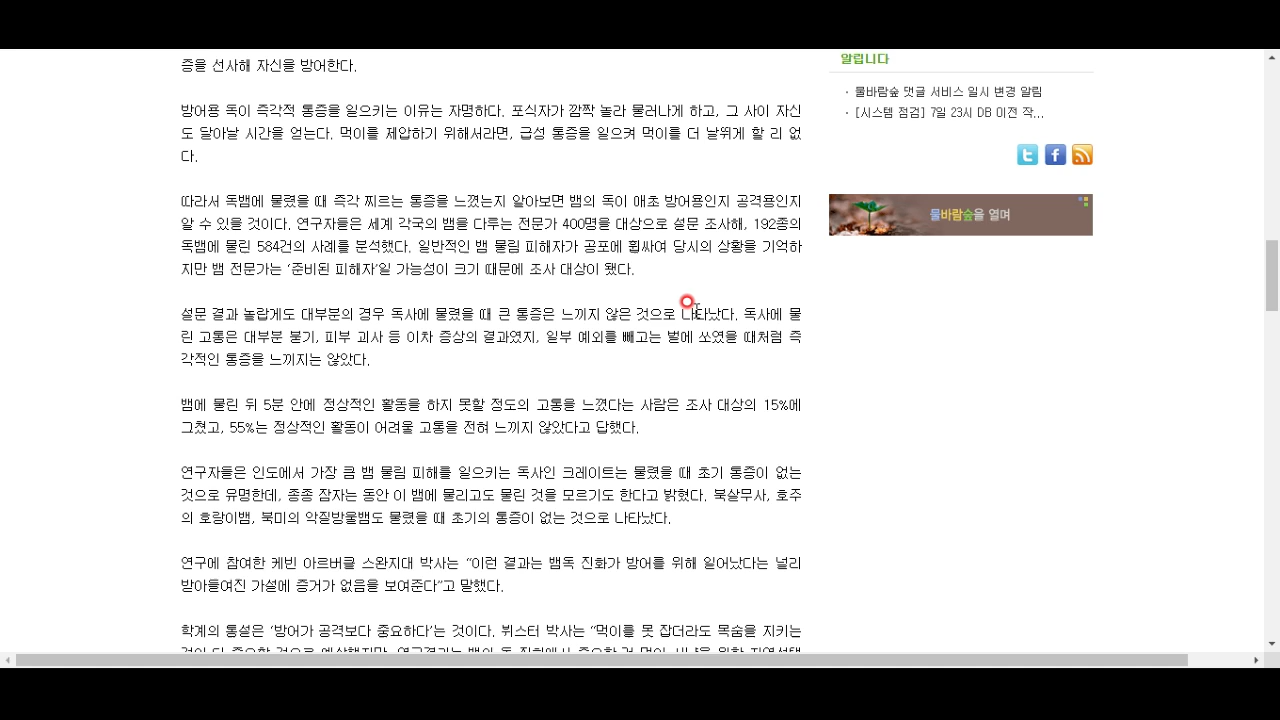 증을 선사해 자신을 방어한다.
방어용 독이 즉각적 통증을 일으키는 이유는 자명하다. 포식자가 깜짝 놀라 물러나게 하고, 그 사이 자신
도 달아날 시간을 얻는다. 먹이를 제압하기 위해서라면, 급성 통증을 일으켜 먹이를 더 날뛰게 할 리 없
다.
따라서 독뱀에 물렸을 때 즉각 찌르는 통증을 느꼈는지 알아보면 뱀의 독이 애초 방어용인지 공격용인지
알 수 있을 것이다. 연구자들은 세계 각국의 뱀을 다루는 전문가 400명을 대상으로 설문 조사해, 192종의
독뱀에 물린 584건의 사례를 분석했다. 일반적인 뱀 물림 피해자가 공포에 휩싸여 당시의 상황을 기억하
지만 뱀 전문가는 ‘준비된 피해자’일 가능성이 크기 때문에 조사 대상이 됐다.
설문 결과 놀랍게도 대부분의 경우 독사에 물렸을 때 큰 통증은 느끼지 않은 것으로 나타났다. 독사에 물
린 고통은 대부분 붕기, 피부 괴사 등 이차 증상의 결과였지, 일부 예외를 빼고는 벌에 쏘였을 때처럼 즉
각적인 통증을 느끼지는 않았다.
뱀에 물린 뒤 5분 안에 정상적인 활동을 하지 못할 정도의 고통을 느꼈다는 사람은 조사 대상의 15%에
그쳤고, 55%는 정상적인 활동이 어려울 고통을 전혀 느끼지 않았다고 답했다.
연구자들은 인도에서 가장 큰 뱀 물림 피해를 일으키는 독사인 크레이트는 물렸을 때 초기 통증이 없는
것으로 유명한데, 종종 잠자는 동안 이 뱀에 물리고도 물린 것을 모르기도 한다고 밝혔다. 북살무사, 호주
의 호랑이뱀, 북미의 악질방울뱀도 물렸을 때 초기의 통증이 없는 것으로 나타났다.
연구에 참여한 케빈 아르버클 스완지대 박사는 “이런 결과는 뱀독 진화가 방어를 위해 일어났다는 널리
받아들여진 가설에 증거가 없음을 보여준다”고 말했다.
학계의 통설은 ‘방어가 공격보다 중요하다’는 것이다. 뷔스터 박사는 “먹이를 못 잡더라도 목숨을 지키는
알립니다
· 물바람숲 댓글 서비스 일시 변경 알림
· [시스템 점검] 7일 23시 DB 이전 작...
물바람숲을 열며